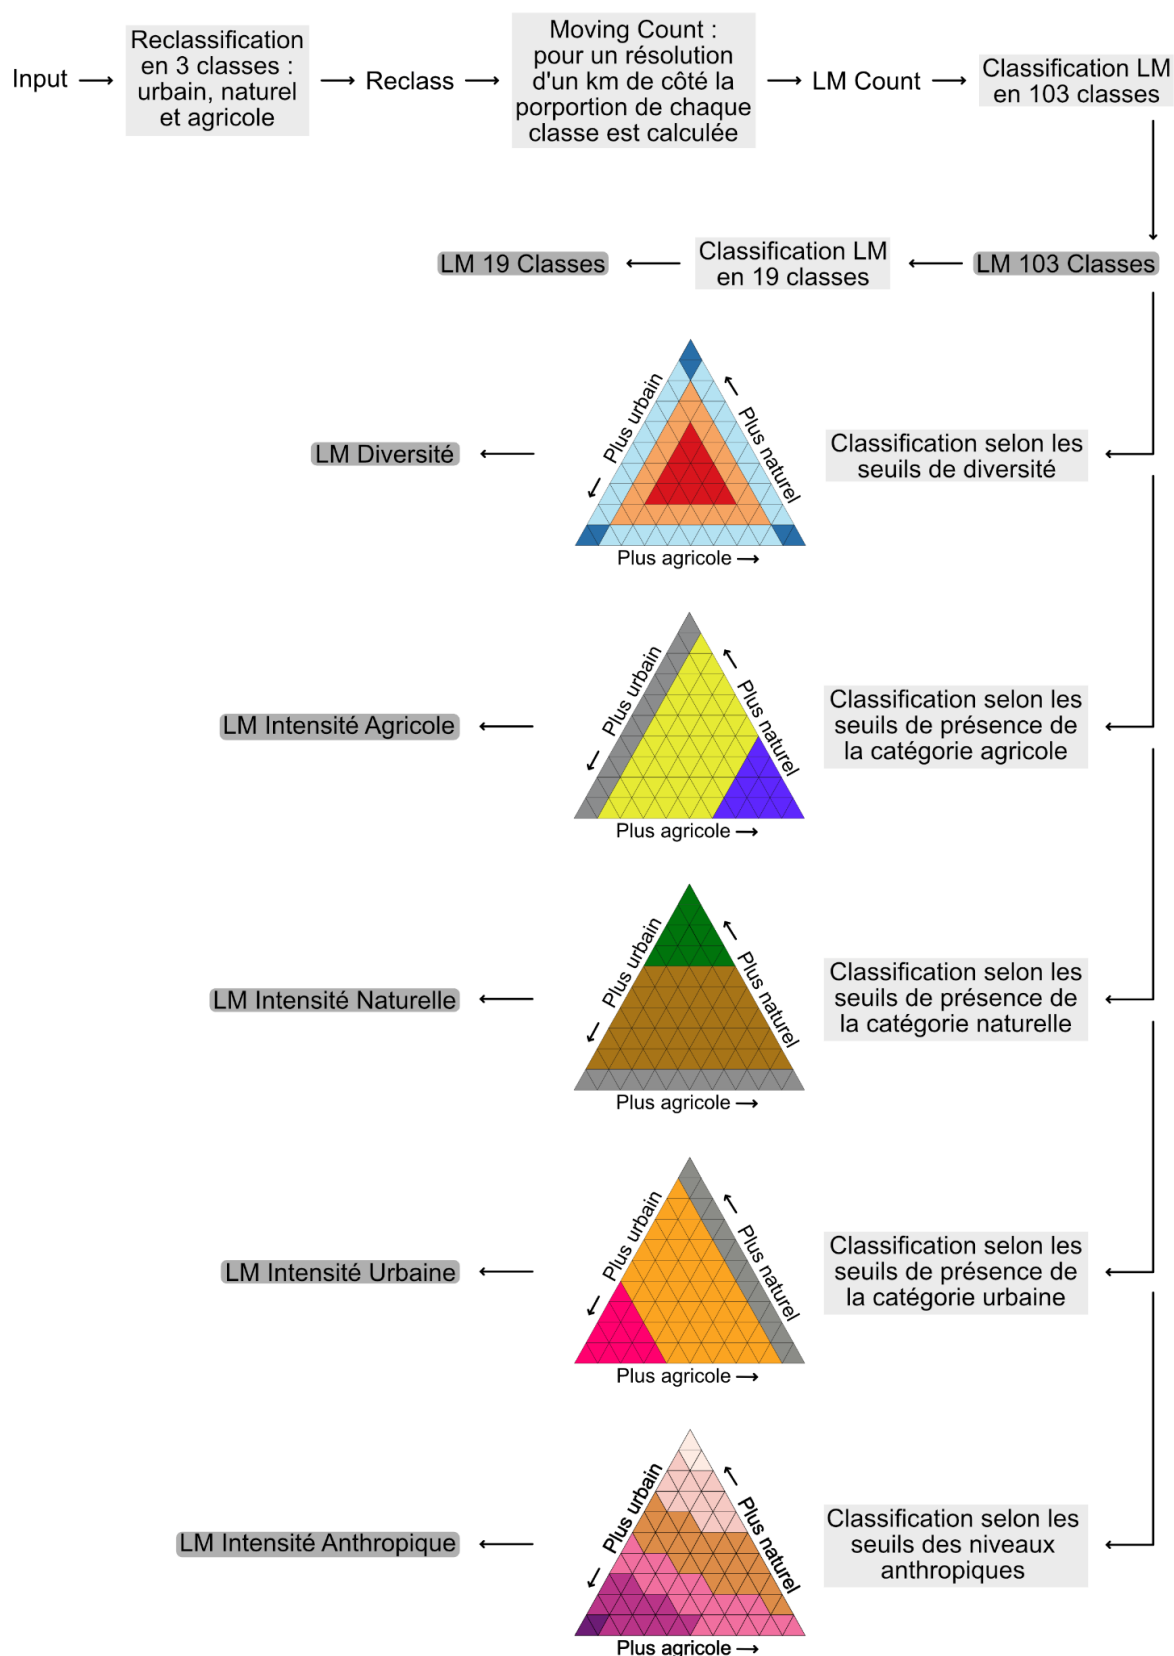 Input
Reclassification
en 3 classes :
urbain, naturel
et agricole
Reclass
Moving Count :
pour un résolution
d'un km de côté la
porportion de chaque
classe est calculée
LM Count
Classification LM
en 103 classes
LM 19 Classes
Classification LM
en 19 classes
LM 103 Classes
LM Diversité
Plus urbain
Plus naturel
Plus agricole
Classification selon les
seuils de diversité
LM Intensité Agricole
Plus urbain
Plus naturel
Plus agricole
Classification selon les
seuils de présence de
la catégorie agricole
LM Intensité Naturelle
Plus urbain
Plus naturel
Plus agricole
Classification selon les
seuils de présence de
la catégorie naturelle
LM Intensité Urbaine
Plus urbain
Plus naturel
Plus agricole
Classification selon les
seuils de présence de
la catégorie urbaine
LM Intensité Anthropique
Plus urbain
Plus naturel
Plus agricole
Classification selon les
seuils des niveaux
anthropiques